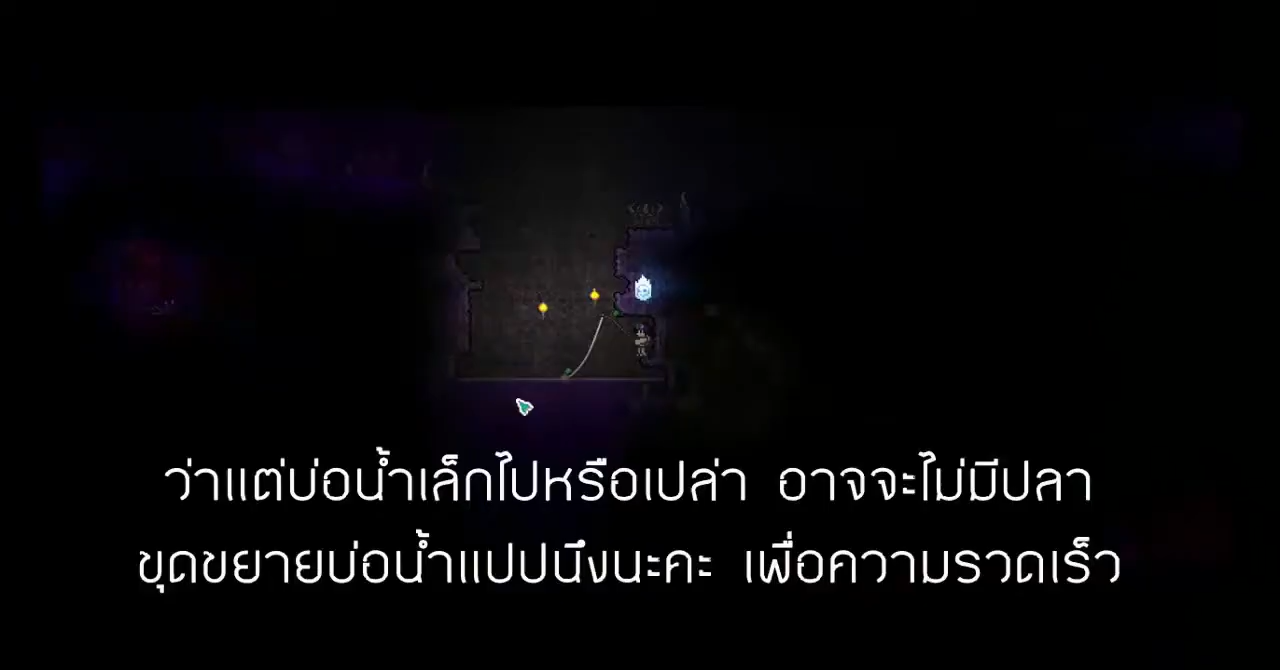 ว่าแต่บ่อน้ำเล็กไปหรือเปล่า อาจจะไม่มีปลา
ขุดขยายบ่อน้ำแปปนึงนะคะ เพื่อความรวดเร็ว